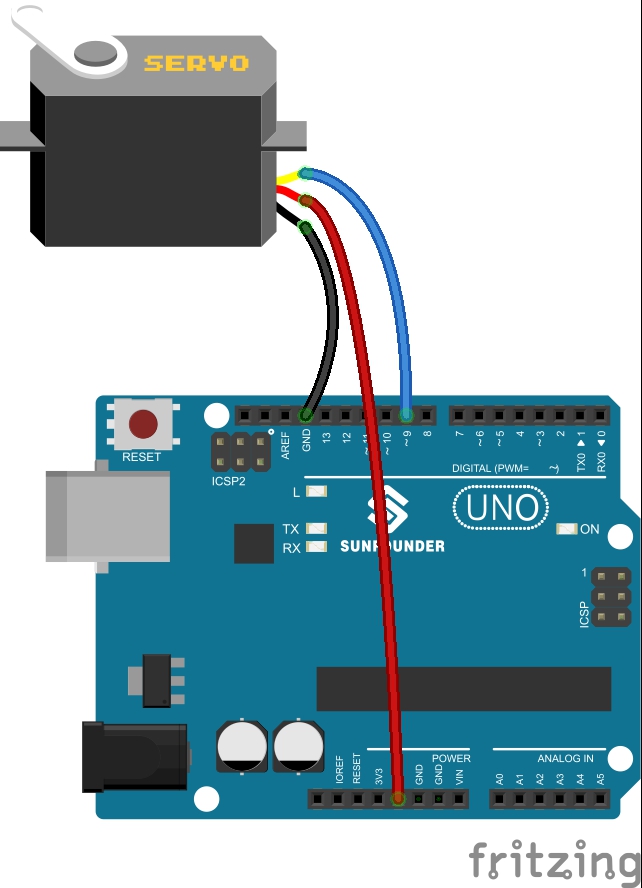 SERVO
RESET
AREF
GND
13
12
~11
~10
~9
8
7
~6
~5
4
~3
2
TX0 ▶ 1
RX0 ◀ 0
ICSP2
DIGITAL (PWM= ~)
L
TX
RX
UNO
ON
SUNFOUNDER
1
ICSP
POWER
ANALOG IN
IOREF
RESET
3V3
GND
GND
VIN
A0
A1
A2
A3
A4
A5
fritzing